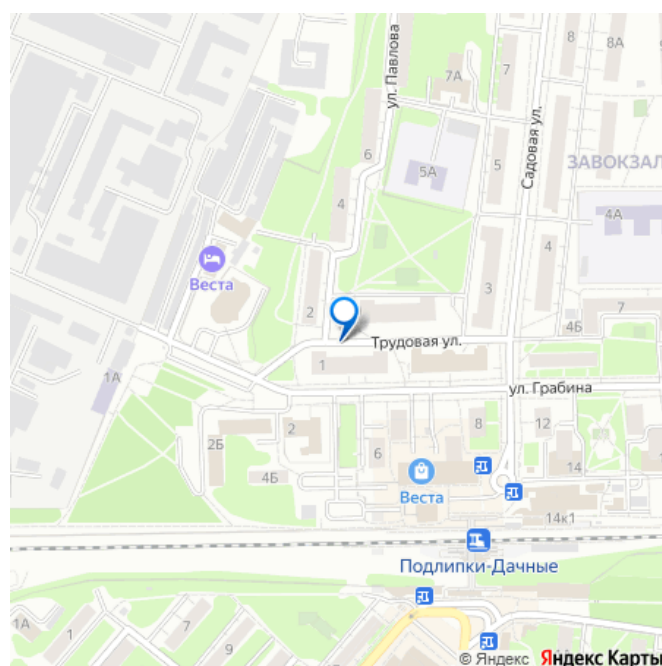 ул. Павлова
8
8А
7А
7
Садовая ул.
6
5А
5
ЗАВОКЗАЛ
4
4А
4
Веста
2
3
4Б
7
Трудовая ул.
1
1А
ул. Грабина
2Б
2
6
8
12
4Б
14
Веста
14к1
Подлипки-Дачные
1А
1
7
9
© Яндекс Яндекс Карты